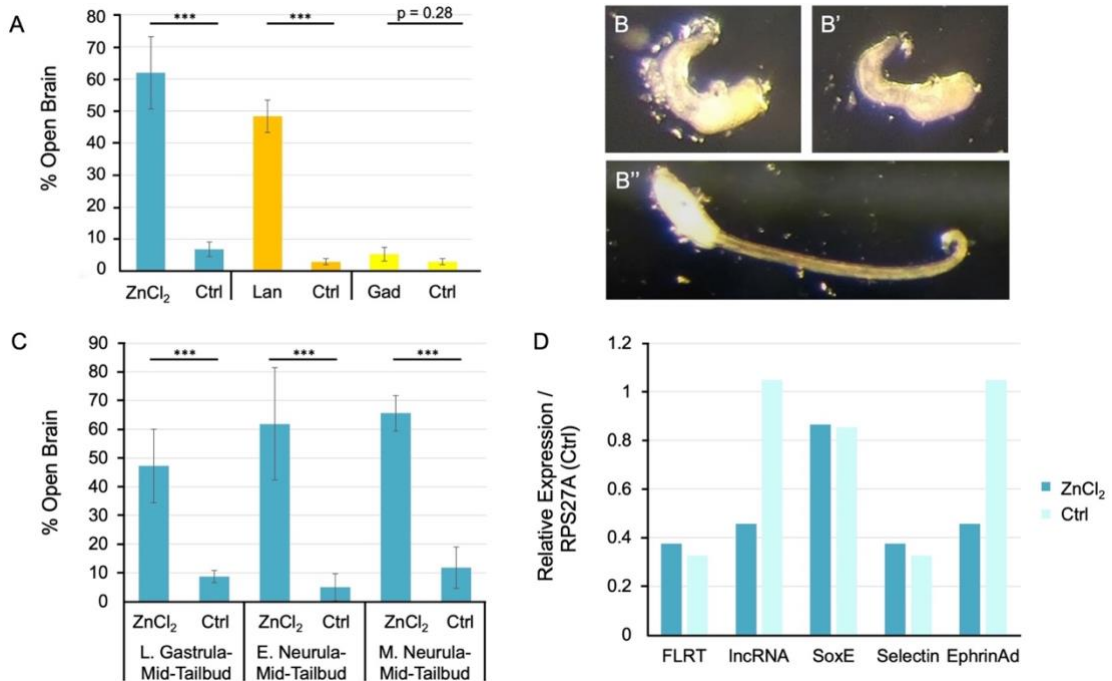 A
% Open Brain
80
70
60
50
40
30
20
10
0
***
***
p = 0.28
ZnCl₂ Ctrl Lan Ctrl Gad Ctrl
B
B'
B"
C
% Open Brain
90
80
70
60
50
40
30
20
10
0
***
***
***
ZnCl₂ Ctrl ZnCl₂ Ctrl ZnCl₂ Ctrl
L. Gastrula- E. Neurula- M. Neurula-
Mid-Tailbud Mid-Tailbud Mid-Tailbud
D
Relative Expression /
RPS27A (Ctrl)
1.2
1
0.8
0.6
0.4
0.2
0
FLRT lncRNA SoxE Selectin EphrinAd
ZnCl₂
Ctrl